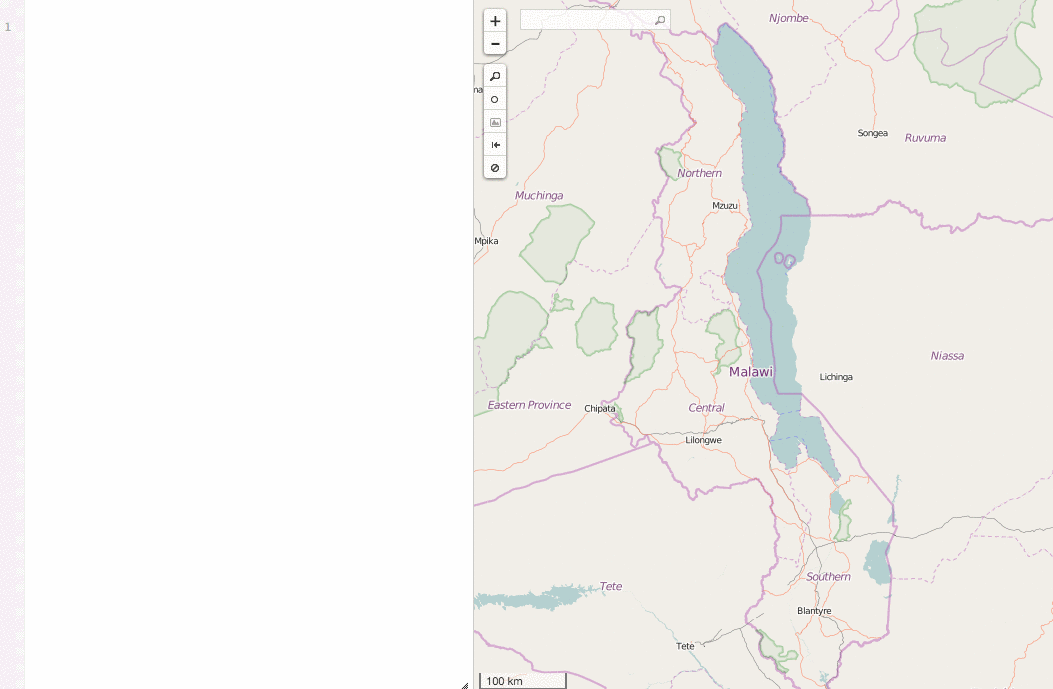 1
+
−
Njombe
na
Songea
Ruvuma
Northern
Muchinga
Mzuzu
Mpika
Niassa
Malawi
Lichinga
Eastern Province
Chipata
Central
Lilongwe
Southern
Tete
Blantyre
Tete
100 km